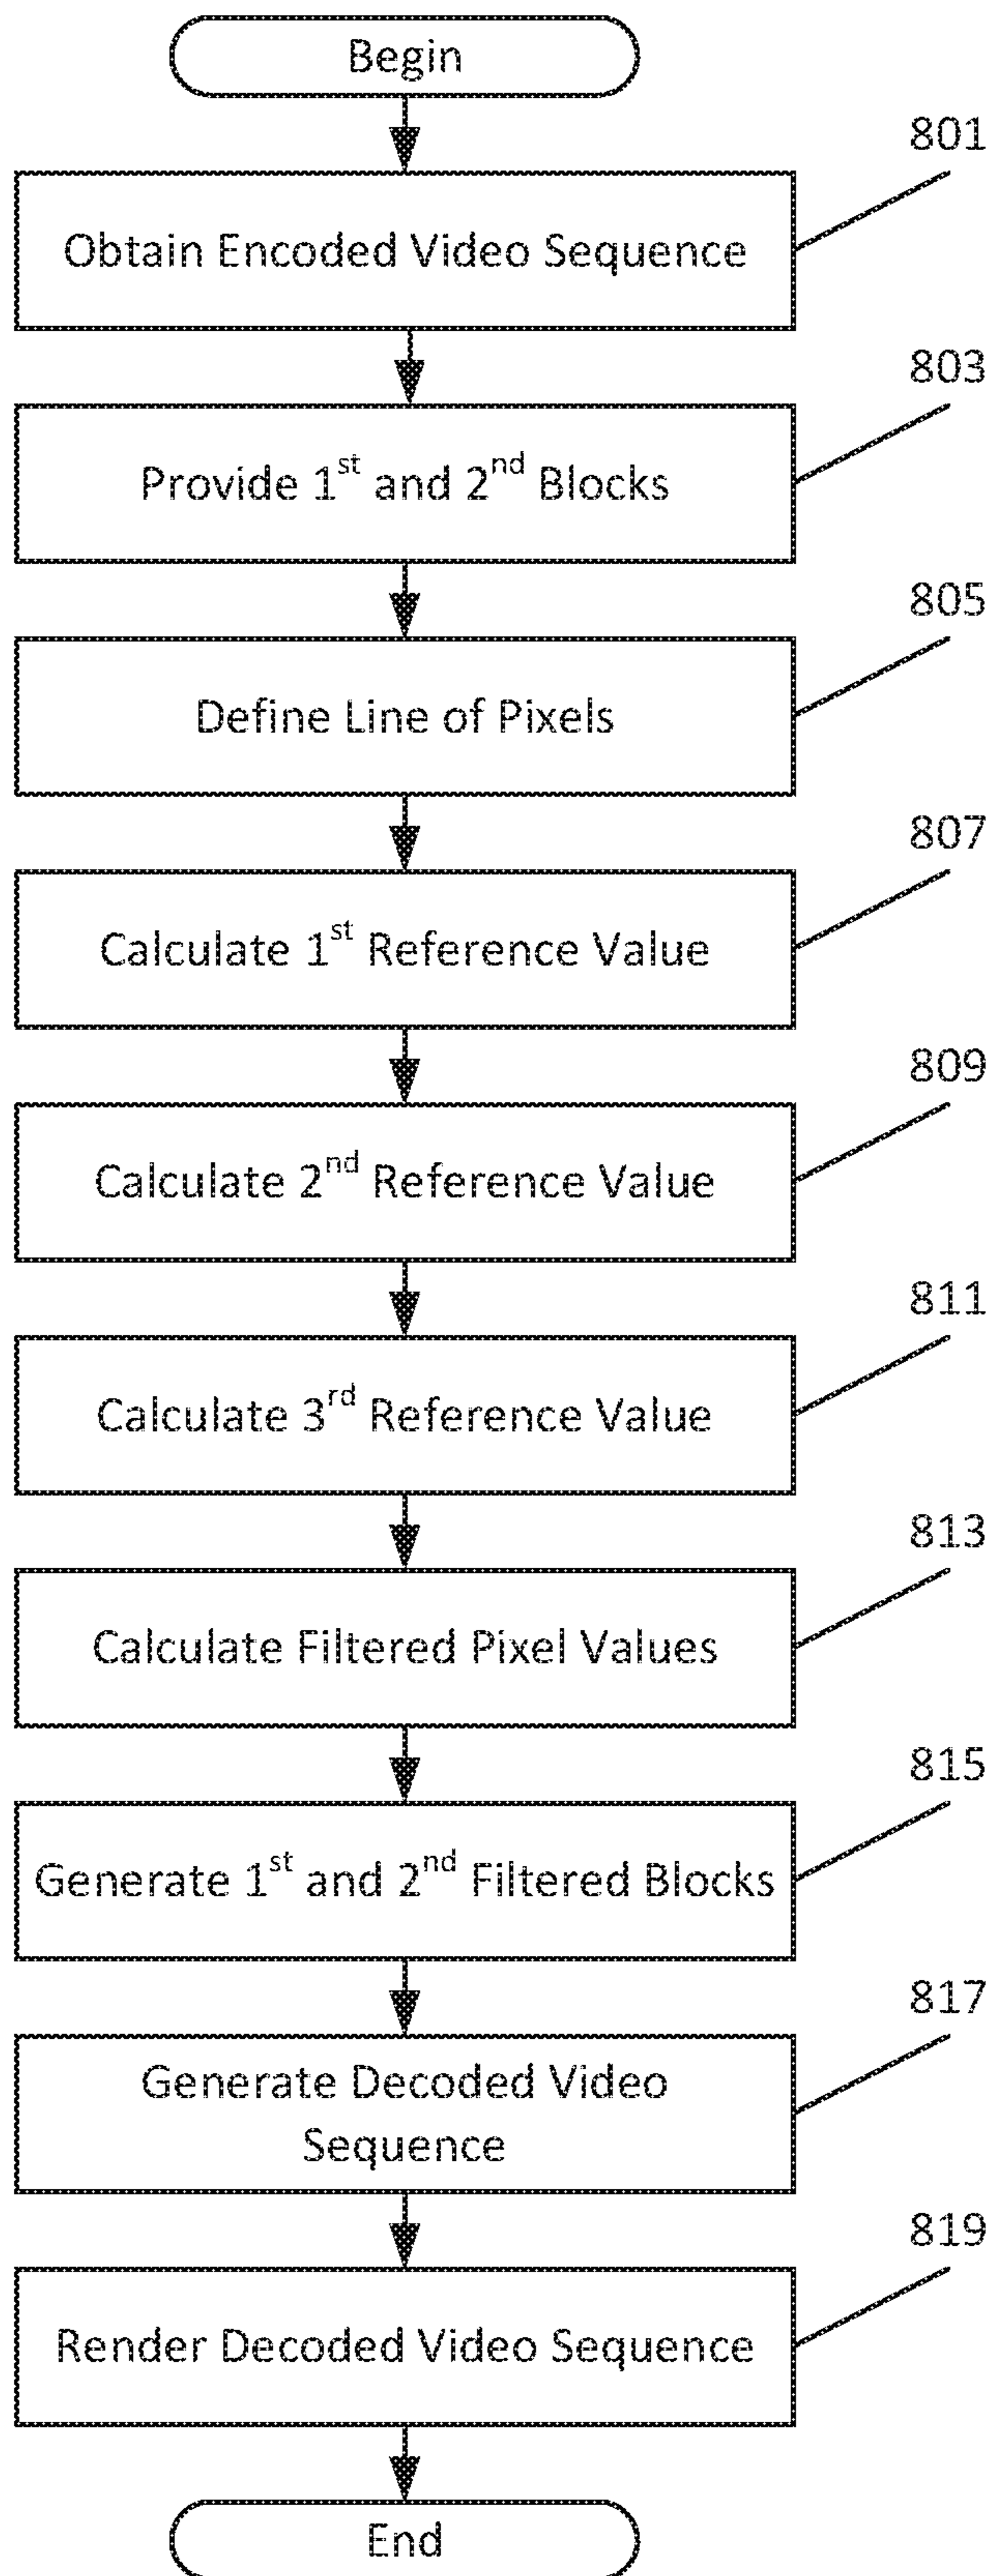 Begin
801
Obtain Encoded Video Sequence
803
Provide 1st and 2nd Blocks
805
Define Line of Pixels
807
Calculate 1st Reference Value
809
Calculate 2nd Reference Value
811
Calculate 3rd Reference Value
813
Calculate Filtered Pixel Values
815
Generate 1st and 2nd Filtered Blocks
817
Generate Decoded Video
Sequence
819
Render Decoded Video Sequence
End